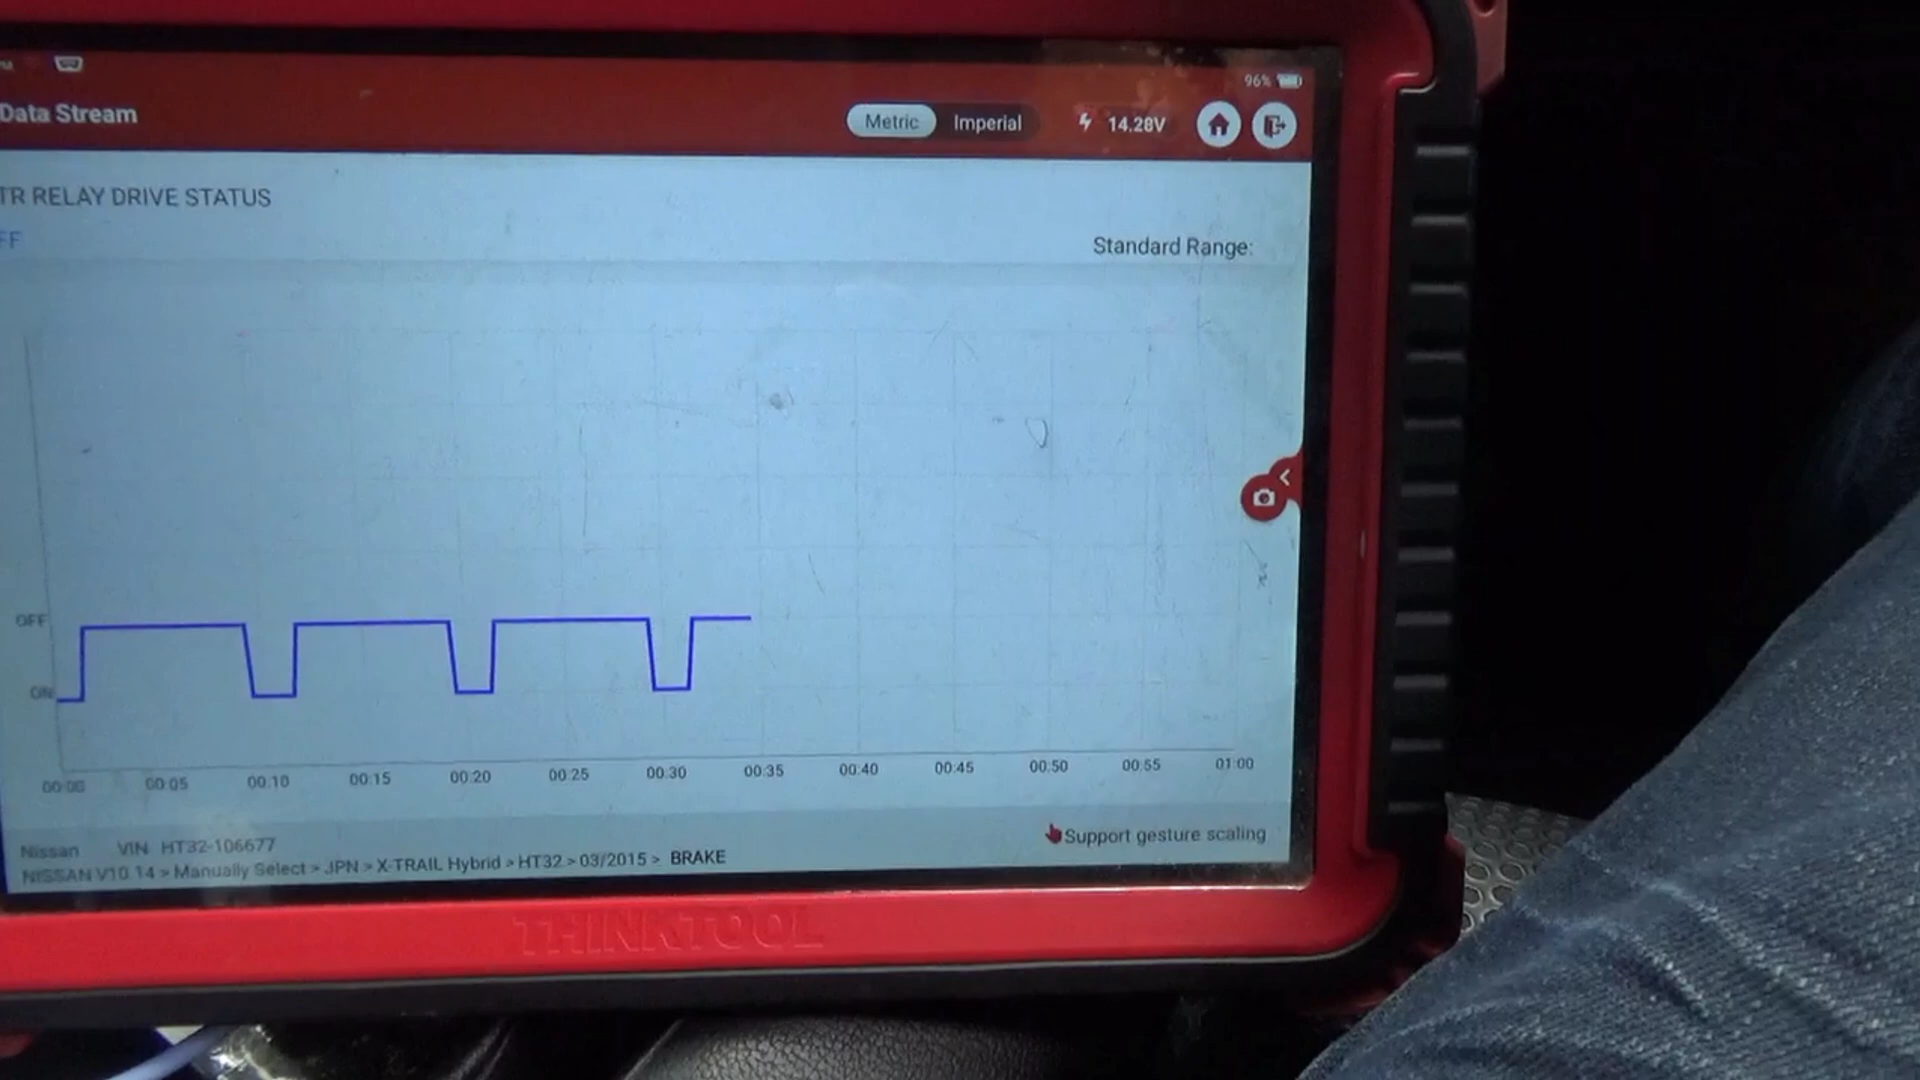 96%
Data Stream
Metric Imperial 14.28V
TR RELAY DRIVE STATUS
FF
Standard Range:
OFF
ON
00:00 00:05 00:10 00:15 00:20 00:25 00:30 00:35 00:40 00:45 00:50 00:55 01:00
Support gesture scaling
Nissan VIN HT32-106677
NISSAN V10.14 > Manually Select > JPN > X-TRAIL Hybrid > HT32 > 03/2015 > BRAKE
THINKTOOL